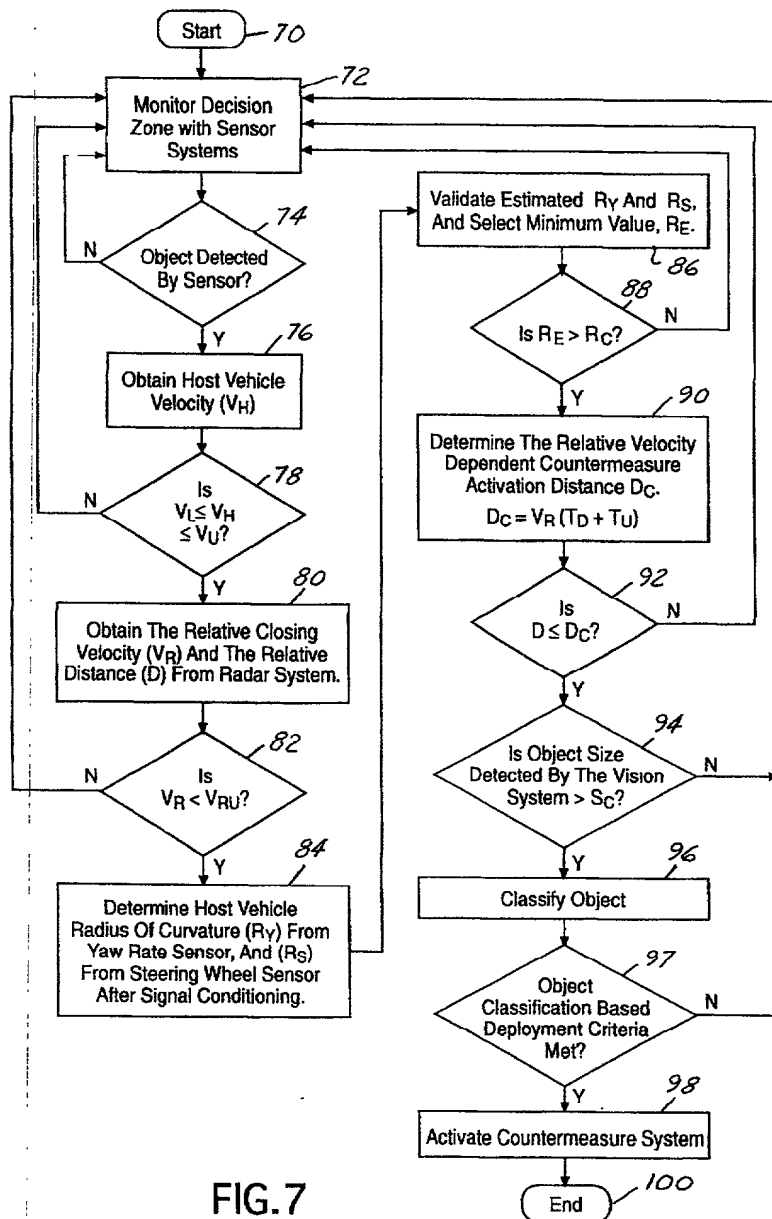 Start
70
72
Monitor Decision
Zone with Sensor
Systems
74
N
Object Detected
By Sensor?
Y
76
Obtain Host Vehicle
Velocity (VH)
78
N
Is
VL ≤ VH
≤ VU?
Y
80
Obtain The Relative Closing
Velocity (VR) And The Relative
Distance (D) From Radar System.
82
N
Is
VR < VRU?
Y
84
Determine Host Vehicle
Radius Of Curvature (RY) From
Yaw Rate Sensor, And (RS)
From Steering Wheel Sensor
After Signal Conditioning.
Validate Estimated RY And RS,
And Select Minimum Value, RE.
86
88
N
Is RE > RC?
Y
90
Determine The Relative Velocity
Dependent Countermeasure
Activation Distance DC.
DC = VR (TD + TU)
92
Is
D ≤ DC?
N
Y
94
Is Object Size
Detected By The Vision
System > SC?
N
Y
96
Classify Object
97
Object
Classification Based
Deployment Criteria
Met?
N
Y
98
Activate Countermeasure System
End
100
FIG.7